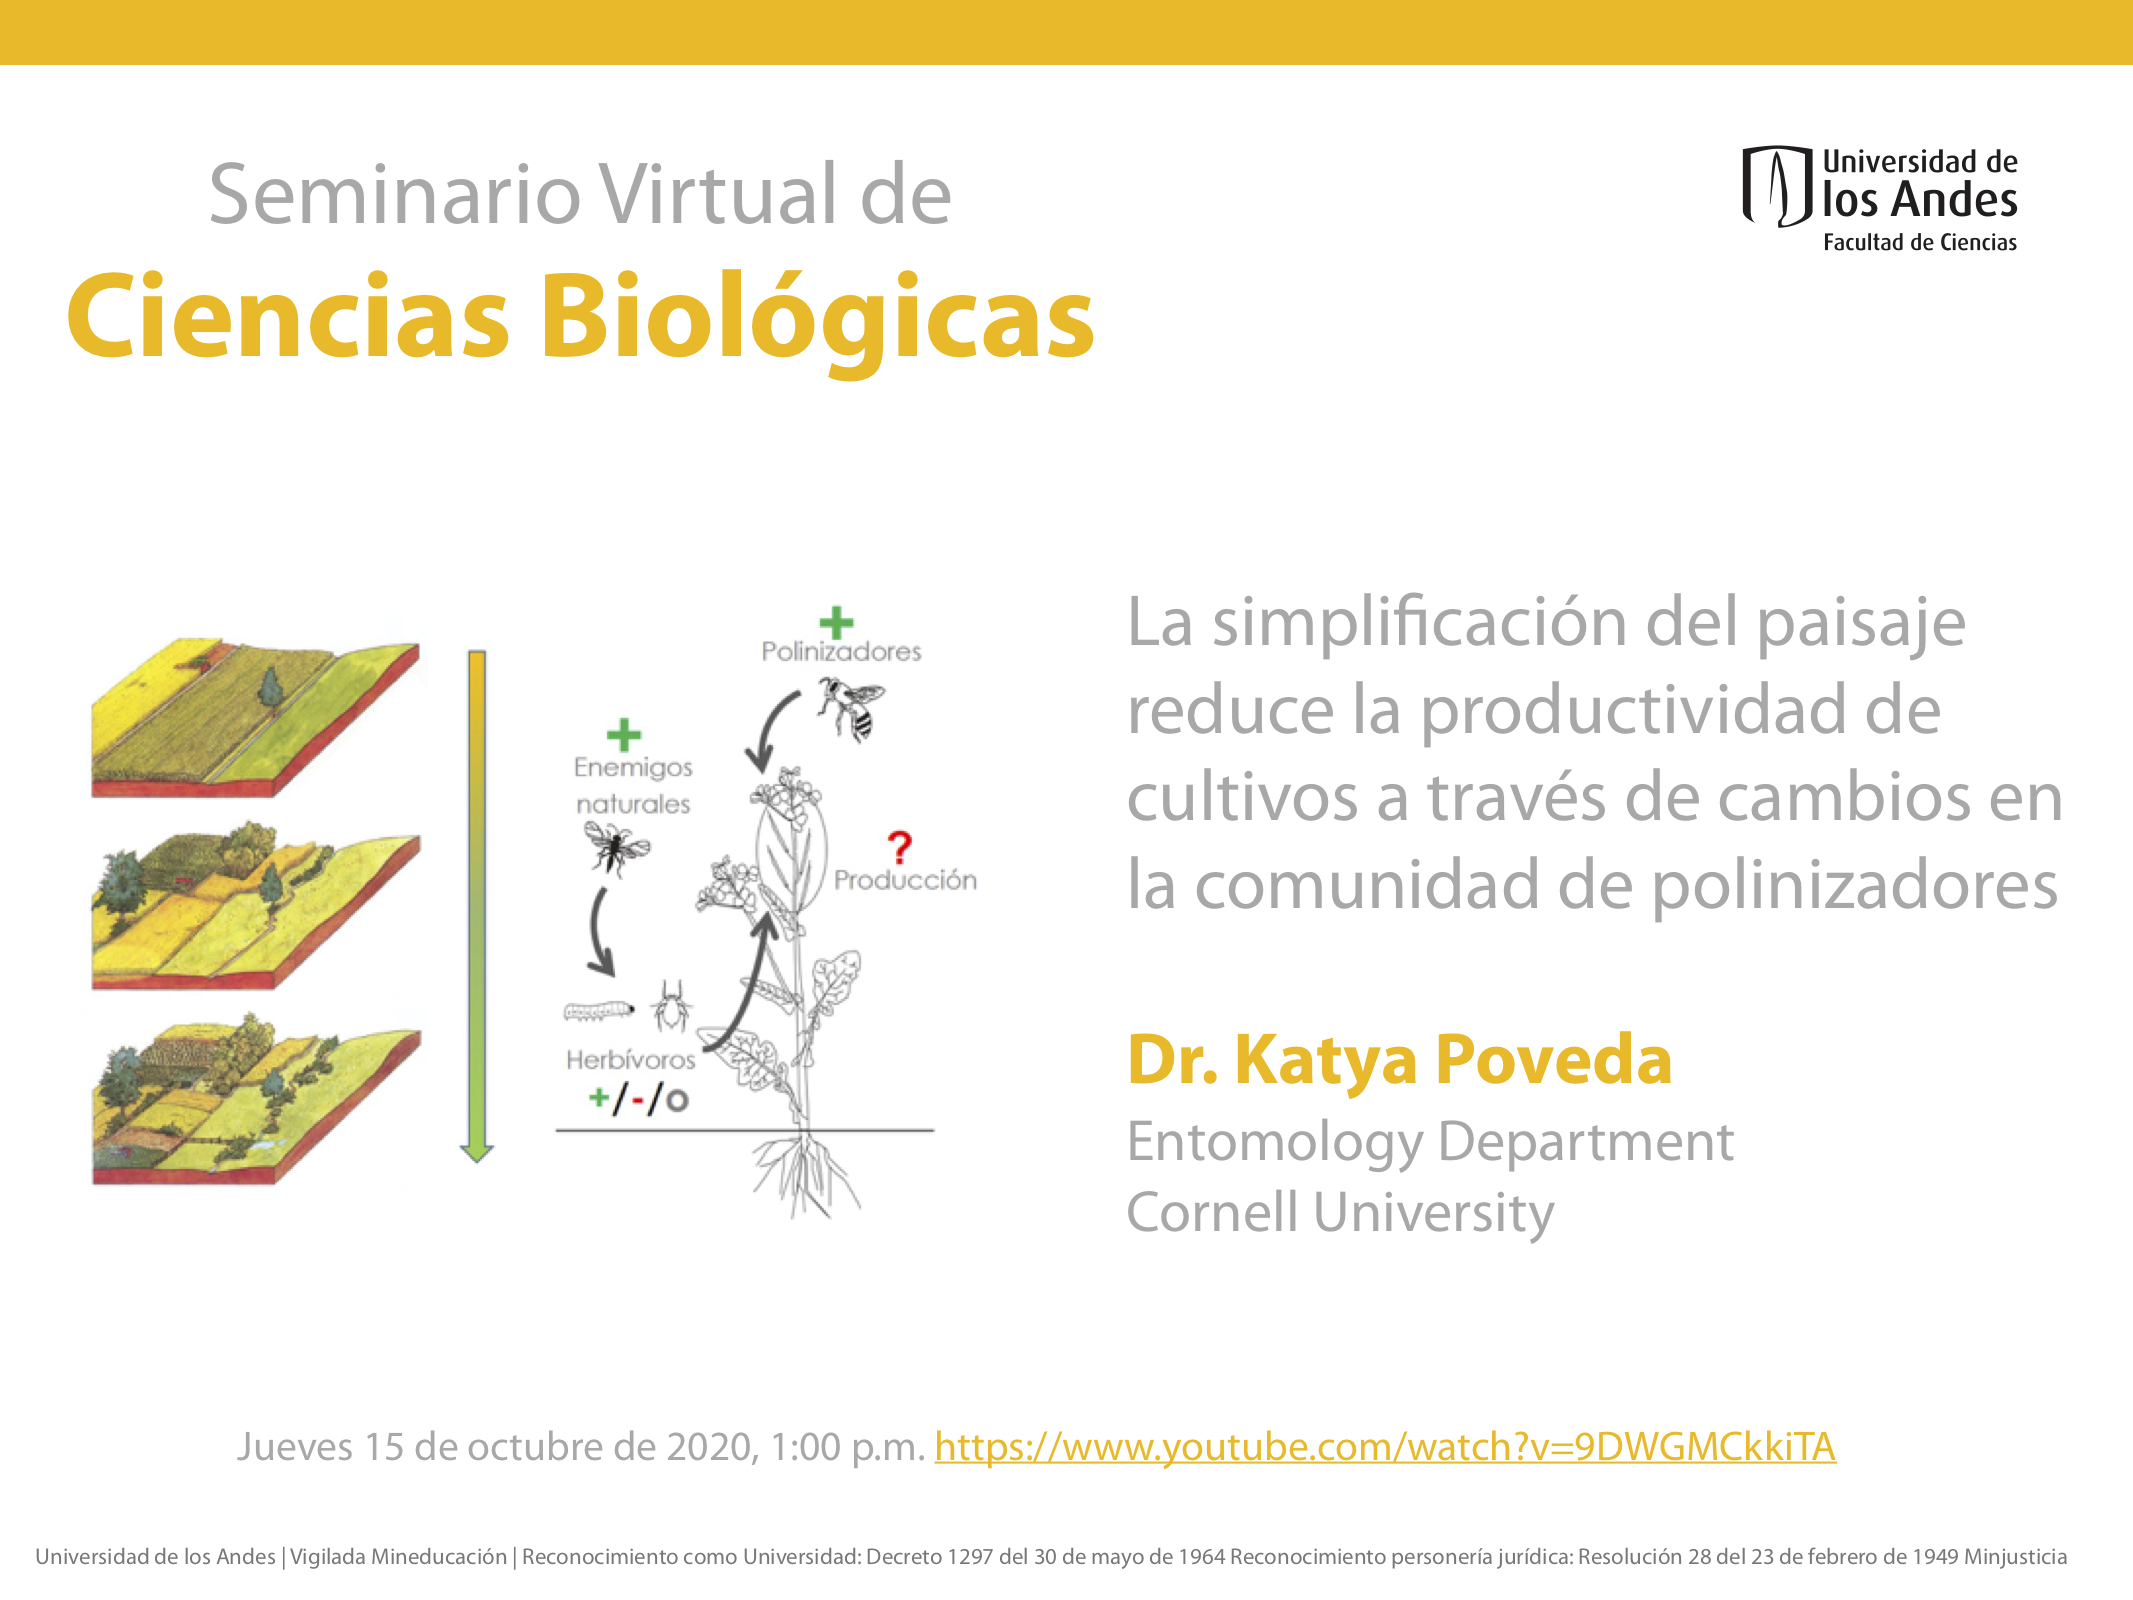 Seminario Virtual de
Ciencias Biológicas
Universidad de
los Andes
Facultad de Ciencias
+
Polinizadores
+
Enemigos
naturales
?
Producción
Herbívoros
+/-/o
La simplificación del paisaje
reduce la productividad de
cultivos a través de cambios en
la comunidad de polinizadores
Dr. Katya Poveda
Entomology Department
Cornell University
Jueves 15 de octubre de 2020, 1:00 p.m. https://www.youtube.com/watch?v=9DWGMCkkiTA
Universidad de los Andes | Vigilada Mineducación | Reconocimiento como Universidad: Decreto 1297 del 30 de mayo de 1964 Reconocimiento personería jurídica: Resolución 28 del 23 de febrero de 1949 Minjusticia